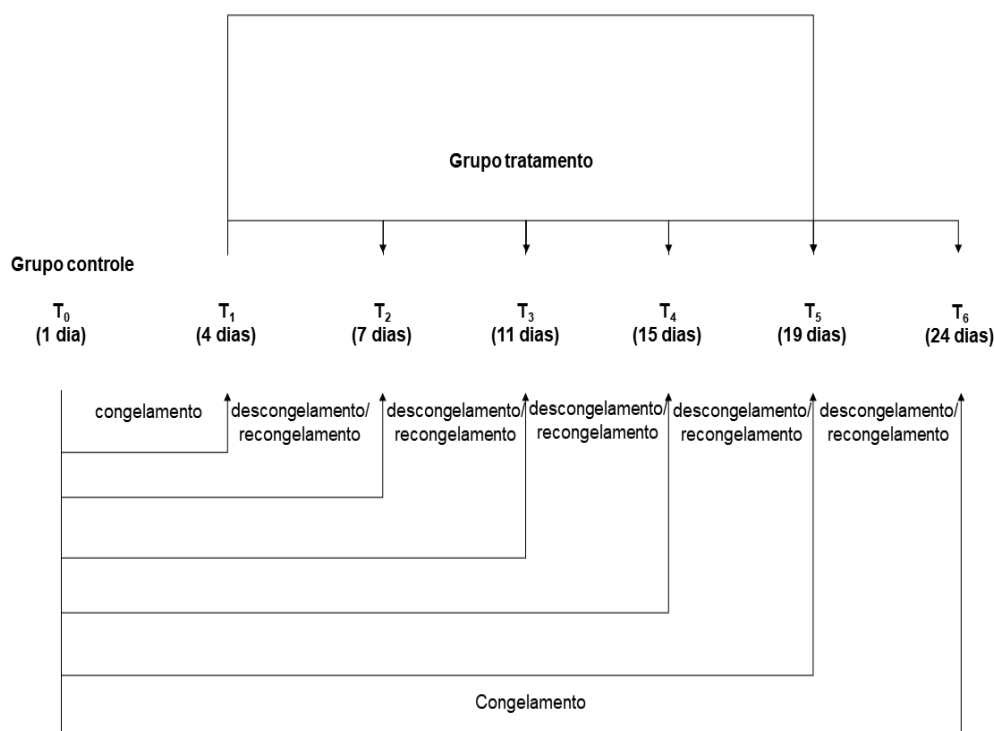 Grupo tratamento
Grupo controle
T₀
(1 dia)
T₁
(4 dias)
T₂
(7 dias)
T₃
(11 dias)
T₄
(15 dias)
T₅
(19 dias)
T₆
(24 dias)
congelamento
descongelamento/
recongelamento
descongelamento/
recongelamento
descongelamento/
recongelamento
descongelamento/
recongelamento
descongelamento/
recongelamento
Congelamento